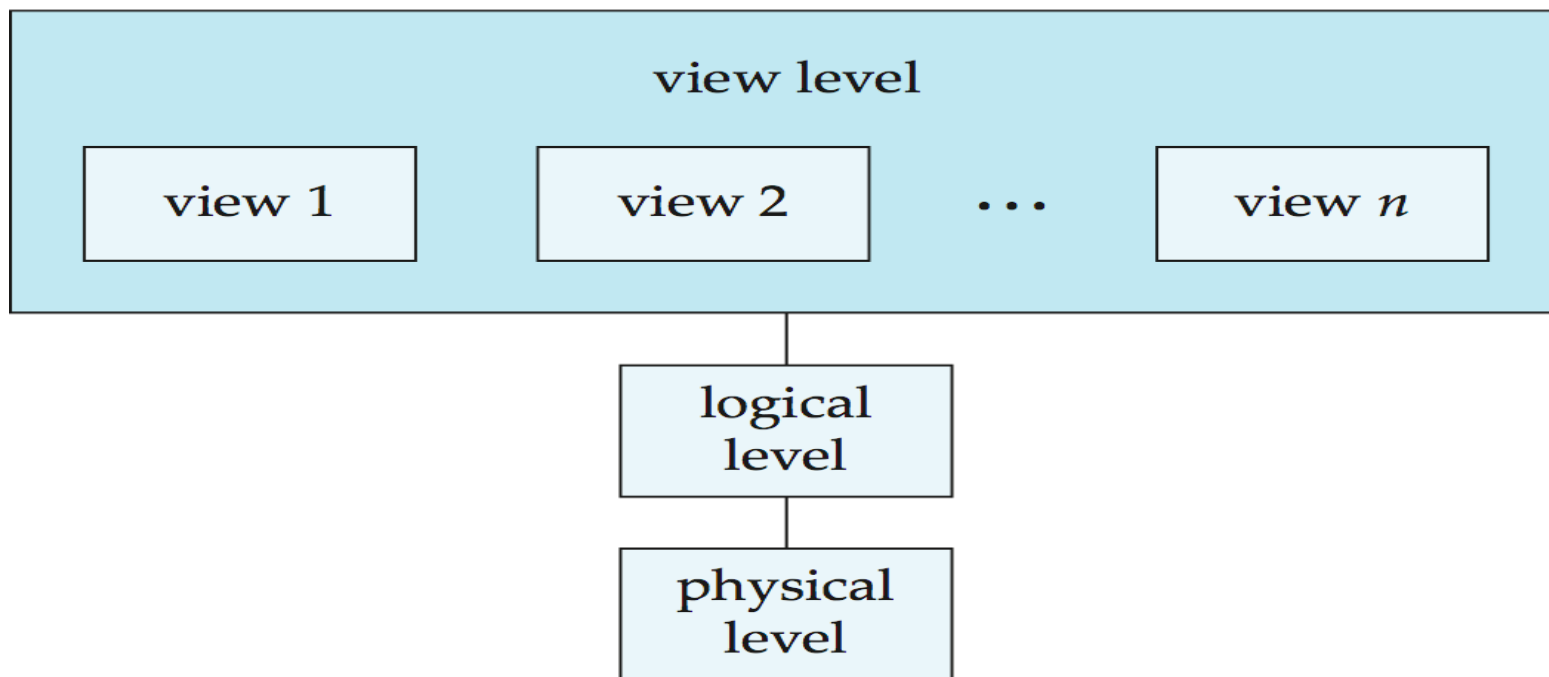 view level
view 1
view 2
...
view n
logical
level
physical
level